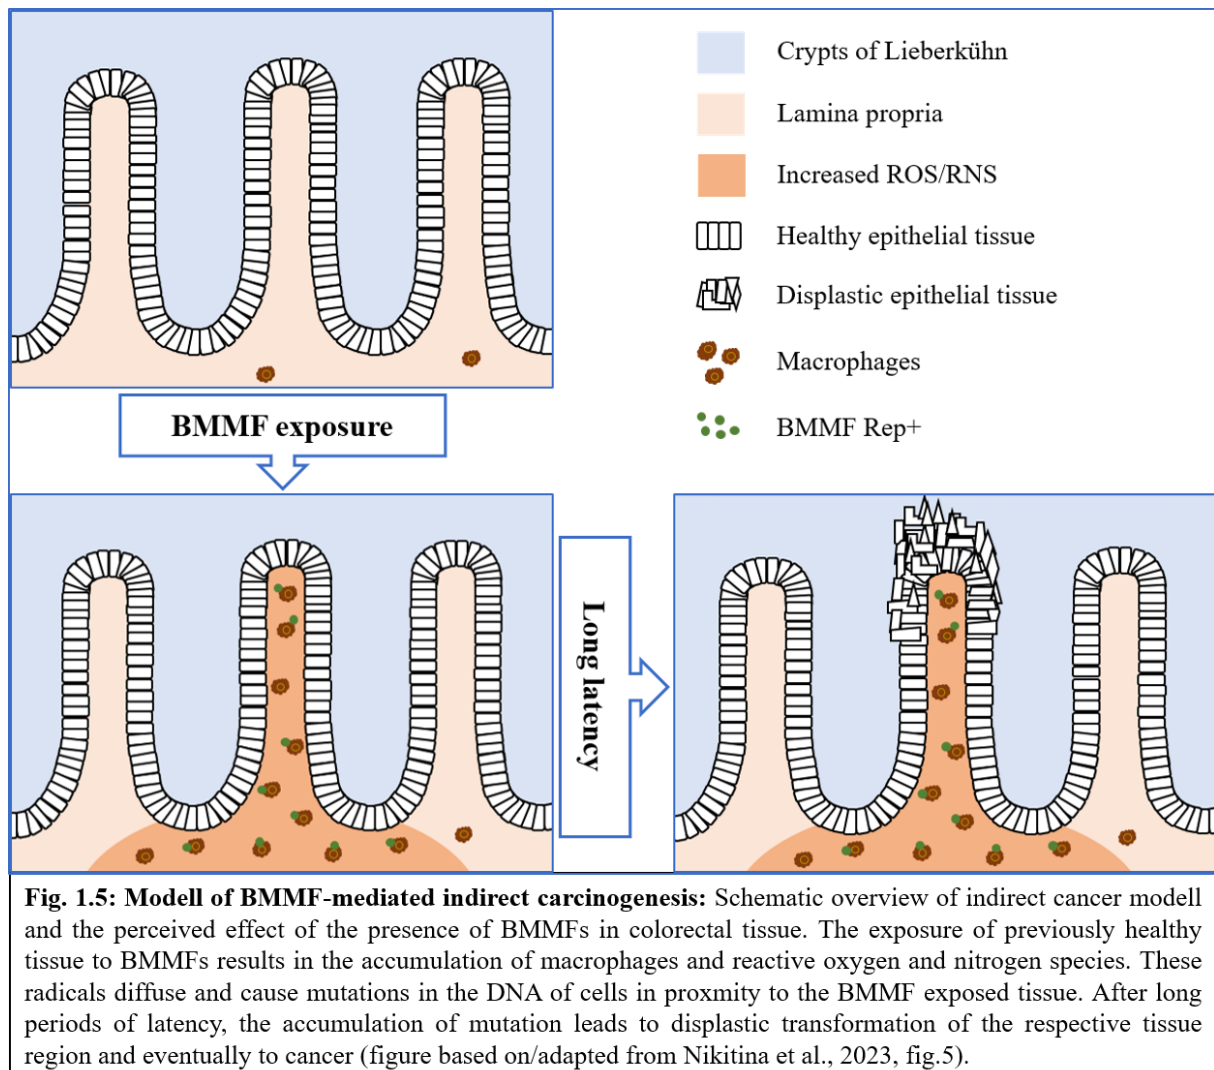 Crypts of Lieberkühn
Lamina propria
Increased ROS/RNS
Healthy epithelial tissue
Displastic epithelial tissue
Macrophages
BMMF Rep+
BMMF exposure
Long latency
Fig. 1.5: Modell of BMMF-mediated indirect carcinogenesis: Schematic overview of indirect cancer modell
and the perceived effect of the presence of BMMFs in colorectal tissue. The exposure of previously healthy
tissue to BMMFs results in the accumulation of macrophages and reactive oxygen and nitrogen species. These
radicals diffuse and cause mutations in the DNA of cells in proxmity to the BMMF exposed tissue. After long
periods of latency, the accumulation of mutation leads to displastic transformation of the respective tissue
region and eventually to cancer (figure based on/adapted from Nikitina et al., 2023, fig.5).